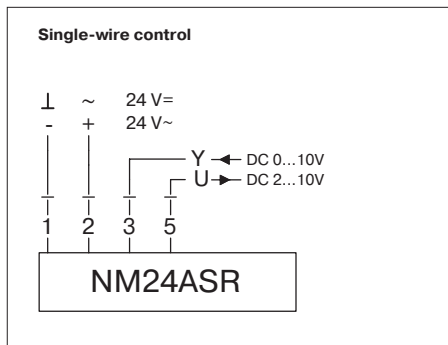 Single-wire control
⊥ ~ 24 V=
- + 24 V~
Y DC 0...10V
U DC 2...10V
1 2 3 5
NM24ASR